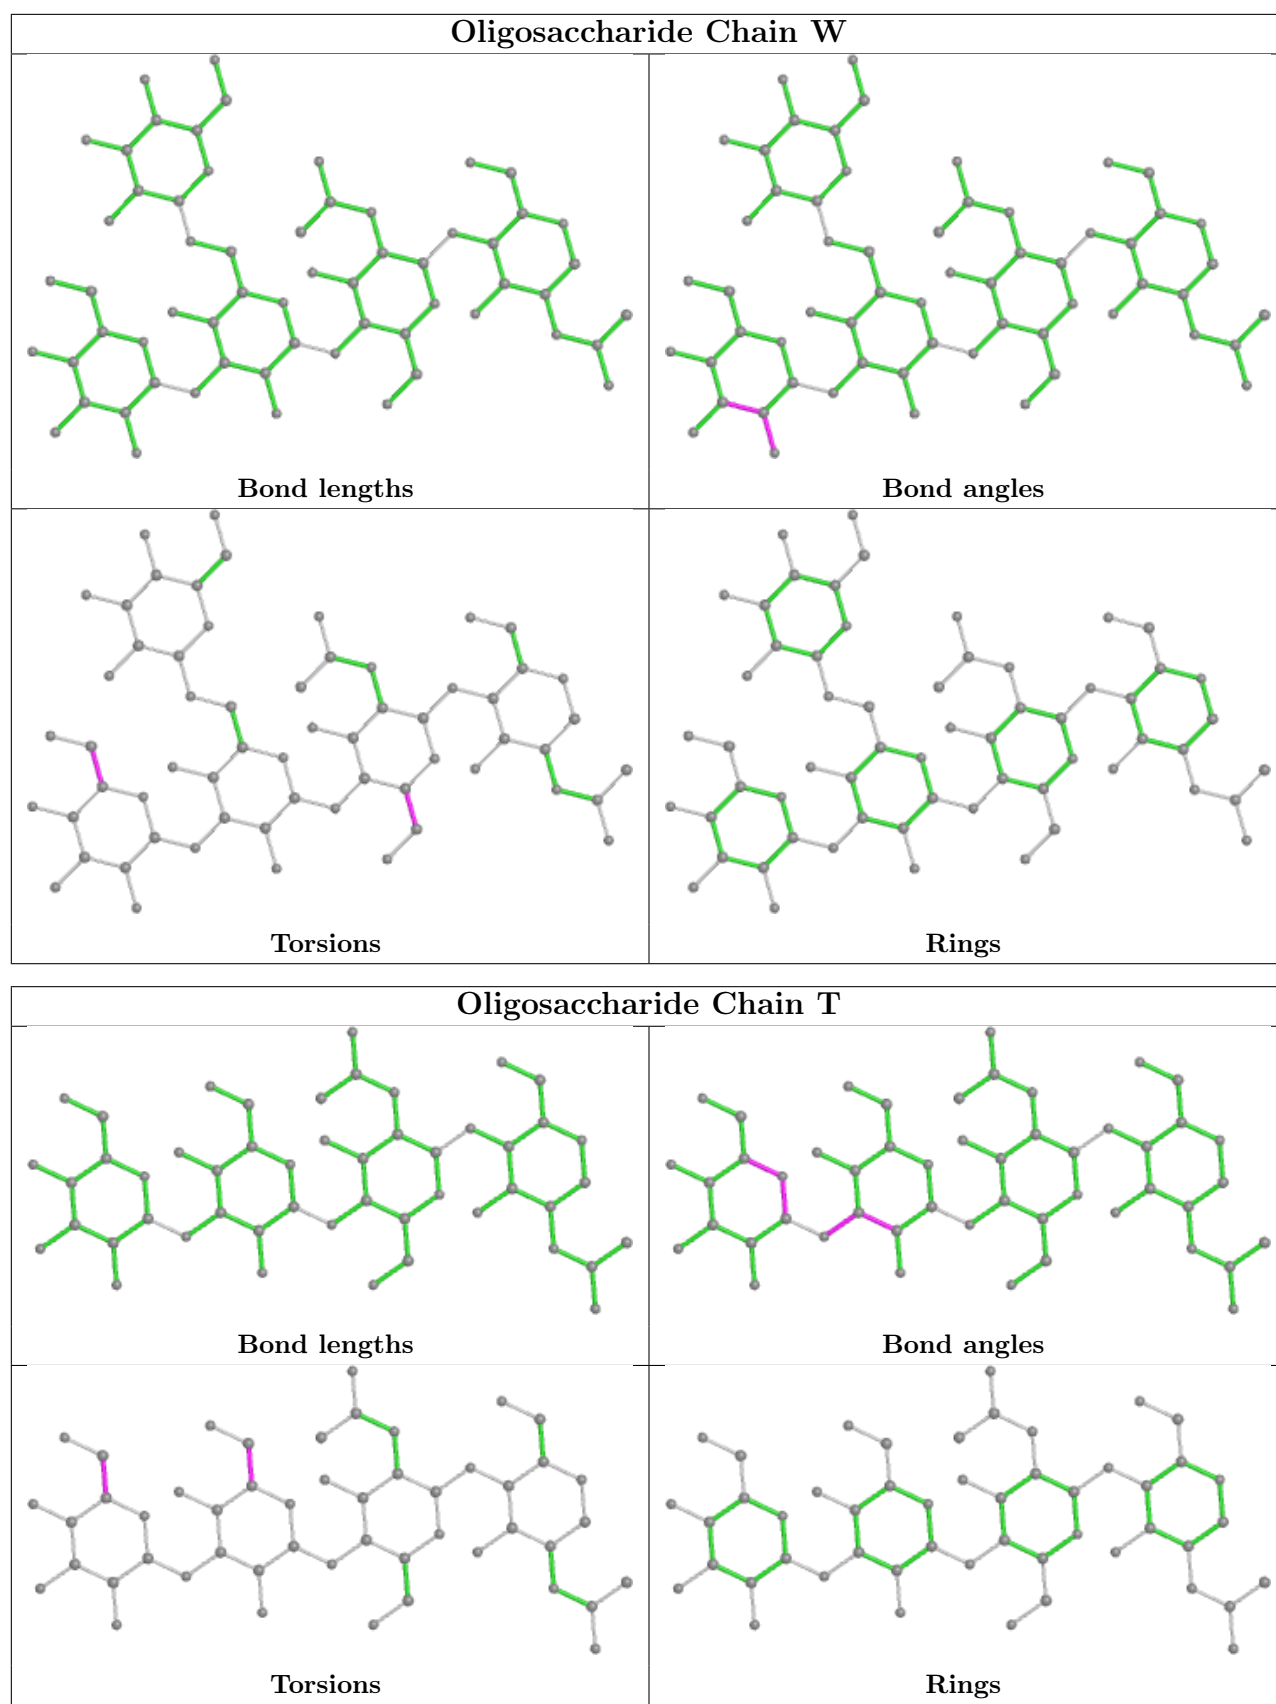 Oligosaccharide Chain W
Bond lengths
Bond angles
Torsions
Rings
Oligosaccharide Chain T
Bond lengths
Bond angles
Torsions
Rings